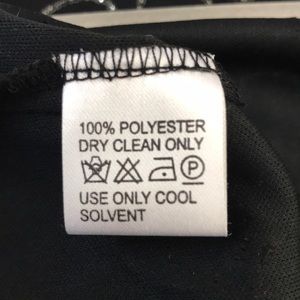 100% POLYESTER
DRY CLEAN ONLY
P
USE ONLY COOL
SOLVENT